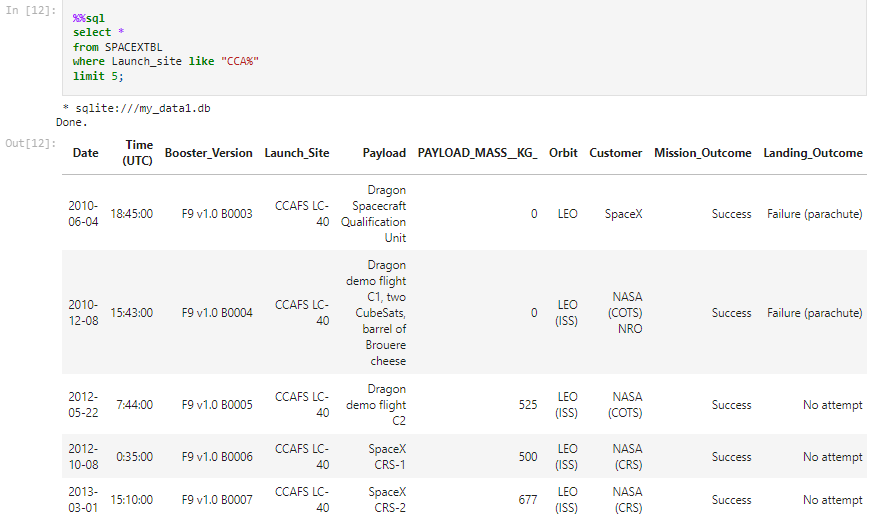 In [12]:
%%sql
select *
from SPACEXTBL
where Launch_site like "CCA%"
limit 5;
* sqlite:///my_data1.db
Done.
Out[12]:
Date Time (UTC) Booster_Version Launch_Site Payload PAYLOAD_MASS__KG_ Orbit Customer Mission_Outcome Landing_Outcome
2010-06-04 18:45:00 F9 v1.0 B0003 CCAFS LC-40 Dragon Spacecraft Qualification Unit 0 LEO SpaceX Success Failure (parachute)
2010-12-08 15:43:00 F9 v1.0 B0004 CCAFS LC-40 Dragon demo flight C1, two CubeSats, barrel of Brouere cheese 0 LEO (ISS) NASA (COTS) NRO Success Failure (parachute)
2012-05-22 7:44:00 F9 v1.0 B0005 CCAFS LC-40 Dragon demo flight C2 525 LEO (ISS) NASA (COTS) Success No attempt
2012-10-08 0:35:00 F9 v1.0 B0006 CCAFS LC-40 SpaceX CRS-1 500 LEO (ISS) NASA (CRS) Success No attempt
2013-03-01 15:10:00 F9 v1.0 B0007 CCAFS LC-40 SpaceX CRS-2 677 LEO (ISS) NASA (CRS) Success No attempt